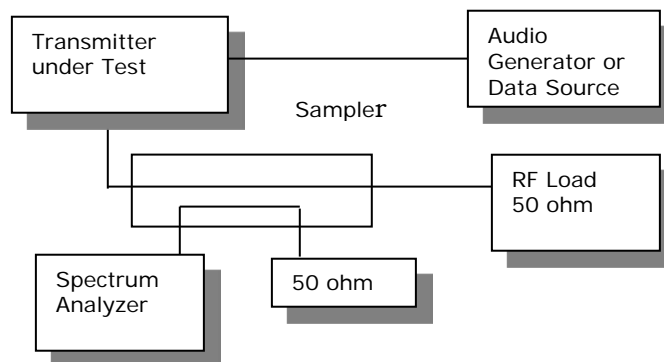 Transmitter
under Test
Audio
Generator or
Data Source
Sampler
RF Load
50 ohm
Spectrum
Analyzer
50 ohm